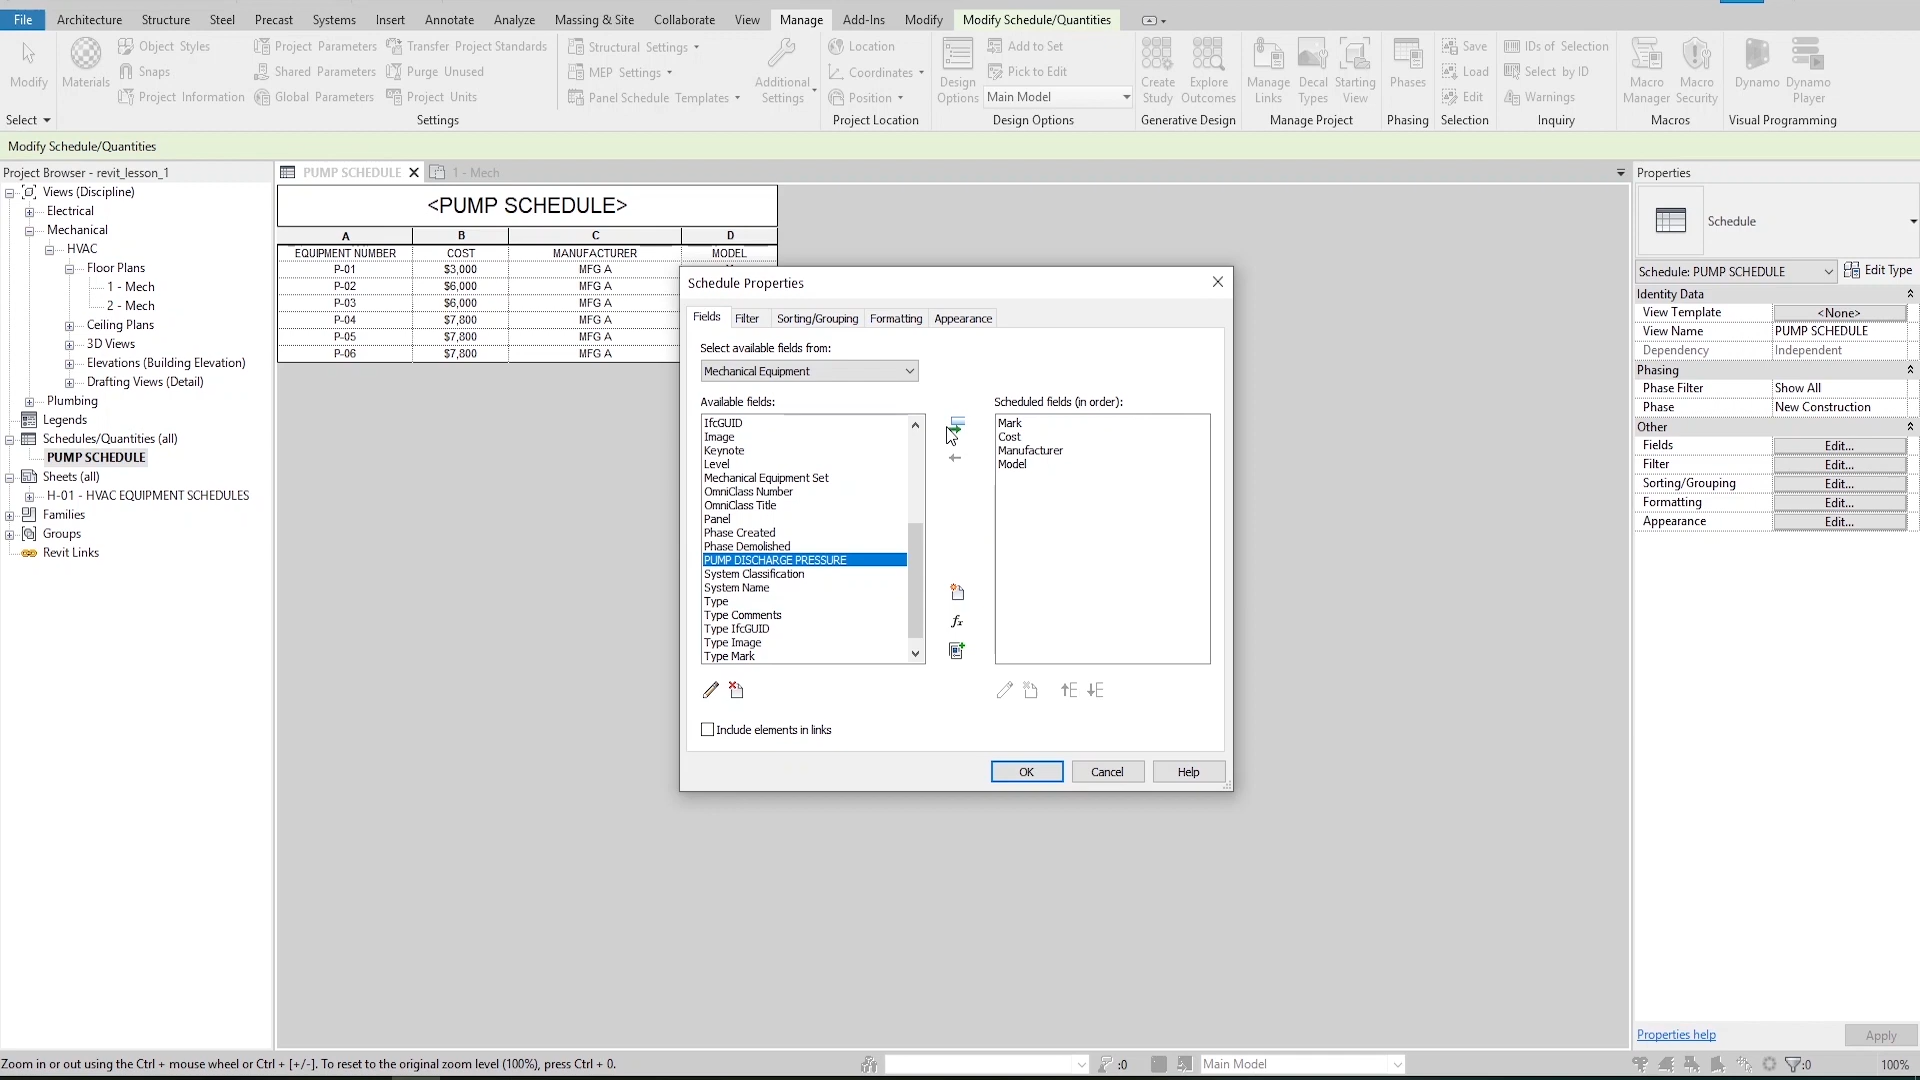 File Architecture Structure Steel Precast Systems Insert Annotate Analyze Massing & Site Collaborate View Manage Add-Ins Modify Modify Schedule/Quantities
Modify
Select
Materials
Object Styles
Snaps
Project Information
Project Parameters
Shared Parameters
Global Parameters
Transfer Project Standards
Purge Unused
Project Units
Settings
Structural Settings
MEP Settings
Panel Schedule Templates
Additional
Settings
Location
Coordinates
Position
Project Location
Design
Options
Add to Set
Pick to Edit
Main Model
Design Options
Create
Study
Explore
Outcomes
Generative Design
Manage
Links
Decal
Types
Starting
View
Manage Project
Phases
Phasing
Save
Load
Edit
Selection
IDs of Selection
Select by ID
Warnings
Inquiry
Macro
Manager
Macro
Security
Macros
Dynamo
Dynamo
Player
Visual Programming
Modify Schedule/Quantities
Project Browser - revit_lesson_1
Views (Discipline)
Electrical
Mechanical
HVAC
Floor Plans
1 - Mech
2 - Mech
Ceiling Plans
3D Views
Elevations (Building Elevation)
Drafting Views (Detail)
Plumbing
Legends
Schedules/Quantities (all)
PUMP SCHEDULE
Sheets (all)
H-01 - HVAC EQUIPMENT SCHEDULES
Families
Groups
Revit Links
PUMP SCHEDULE
1 - Mech
<PUMP SCHEDULE>
A B C D
EQUIPMENT NUMBER COST MANUFACTURER MODEL
P-01 $3,000 MFG A
P-02 $6,000 MFG A
P-03 $6,000 MFG A
P-04 $7,800 MFG A
P-05 $7,800 MFG A
P-06 $7,800 MFG A
Schedule Properties
Fields Filter Sorting/Grouping Formatting Appearance
Select available fields from:
Mechanical Equipment
Available fields:
IfcGUID
Image
Keynote
Level
Mechanical Equipment Set
OmniClass Number
OmniClass Title
Panel
Phase Created
Phase Demolished
PUMP DISCHARGE PRESSURE
System Classification
System Name
Type
Type Comments
Type IfcGUID
Type Image
Type Mark
fx
Scheduled fields (in order):
Mark
Cost
Manufacturer
Model
Include elements in links
OK Cancel Help
Properties
Schedule
Schedule: PUMP SCHEDULE
Edit Type
Identity Data
View Template <None>
View Name PUMP SCHEDULE
Dependency Independent
Phasing
Phase Filter Show All
Phase New Construction
Other
Fields Edit...
Filter Edit...
Sorting/Grouping Edit...
Formatting Edit...
Appearance Edit...
Properties help
Apply
Zoom in or out using the Ctrl + mouse wheel or Ctrl + [+/-]. To reset to the original zoom level (100%), press Ctrl + 0.
:0
Main Model
:0
100%